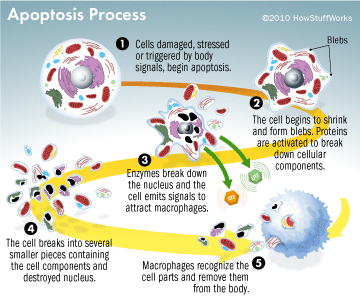 Apoptosis Process
©2010 HowStuffWorks
1 Cells damaged, stressed
or triggered by body
signals, begin apoptosis.
Blebs
2
The cell begins to shrink
and form blebs. Proteins
are activated to break
down cellular
components.
3
Enzymes break down
the nucleus and the
cell emits signals to
attract macrophages.
4
The cell breaks into several
smaller pieces containing
the cell components and
destroyed nucleus.
5
Macrophages recognize the
cell parts and remove them
from the body.